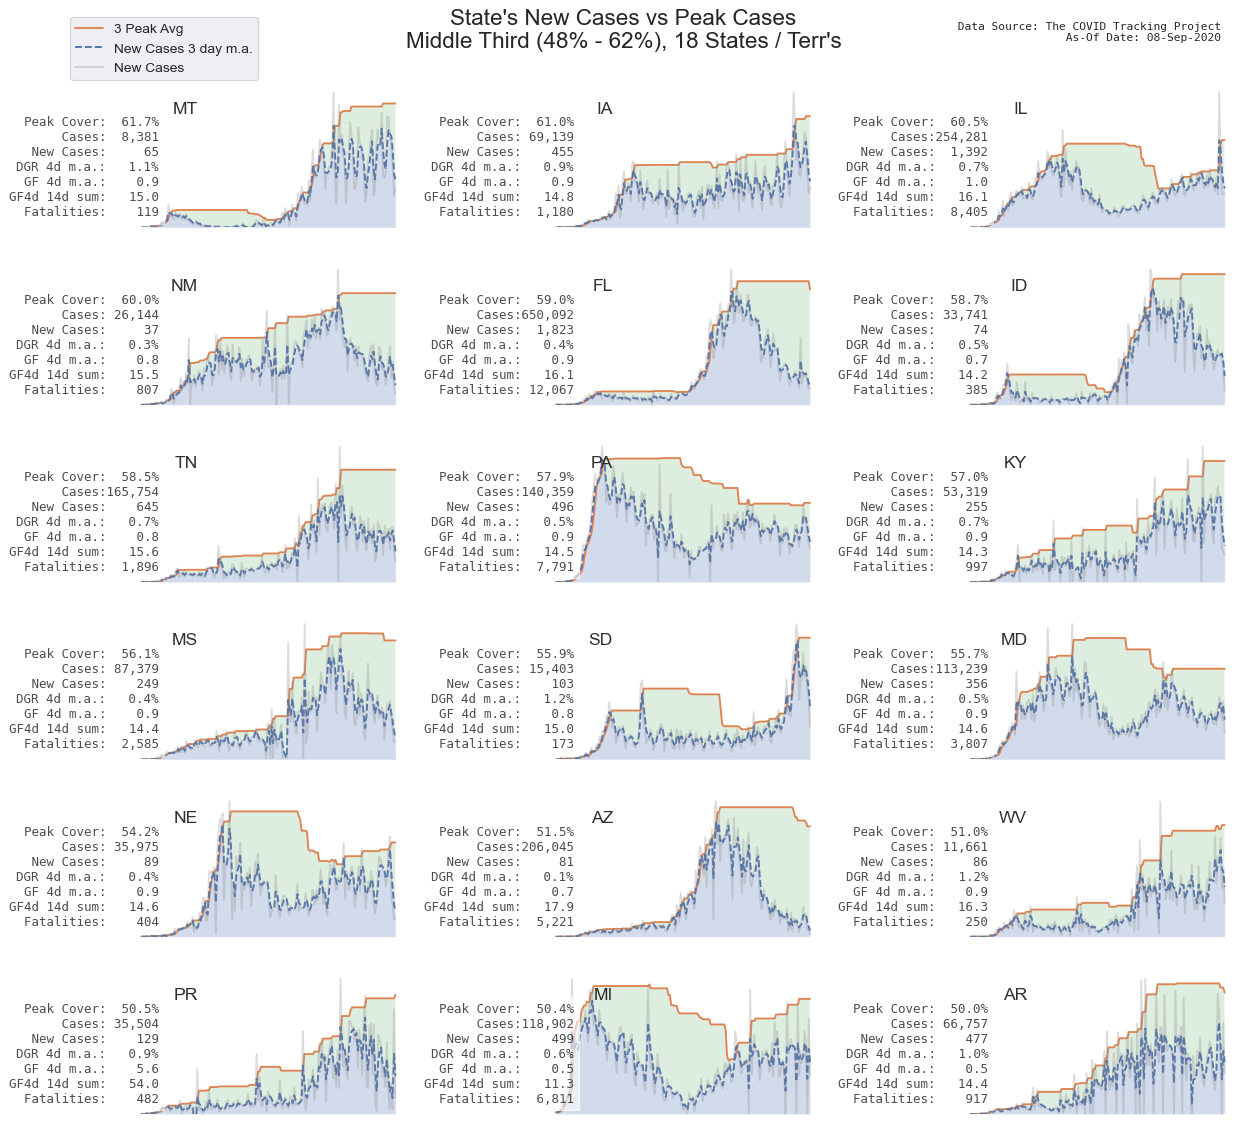 State's New Cases vs Peak Cases
Middle Third (48% - 62%), 18 States / Terr's
3 Peak Avg
New Cases 3 day m.a.
New Cases
Data Source: The COVID Tracking Project
As-Of Date: 08-Sep-2020
MT
Peak Cover: 61.7%
Cases: 8,381
New Cases: 65
DGR 4d m.a.: 1.1%
GF 4d m.a.: 0.9
GF4d 14d sum: 15.0
Fatalities: 119
IA
Peak Cover: 61.0%
Cases: 69,139
New Cases: 455
DGR 4d m.a.: 0.9%
GF 4d m.a.: 0.9
GF4d 14d sum: 14.8
Fatalities: 1,180
IL
Peak Cover: 60.5%
Cases:254,281
New Cases: 1,392
DGR 4d m.a.: 0.7%
GF 4d m.a.: 1.0
GF4d 14d sum: 16.1
Fatalities: 8,405
NM
Peak Cover: 60.0%
Cases: 26,144
New Cases: 37
DGR 4d m.a.: 0.3%
GF 4d m.a.: 0.8
GF4d 14d sum: 15.5
Fatalities: 807
FL
Peak Cover: 59.0%
Cases:650,092
New Cases: 1,823
DGR 4d m.a.: 0.4%
GF 4d m.a.: 0.9
GF4d 14d sum: 16.1
Fatalities: 12,067
ID
Peak Cover: 58.7%
Cases: 33,741
New Cases: 74
DGR 4d m.a.: 0.5%
GF 4d m.a.: 0.7
GF4d 14d sum: 14.2
Fatalities: 385
TN
Peak Cover: 58.5%
Cases:165,754
New Cases: 645
DGR 4d m.a.: 0.7%
GF 4d m.a.: 0.8
GF4d 14d sum: 15.6
Fatalities: 1,896
PA
Peak Cover: 57.9%
Cases:140,359
New Cases: 496
DGR 4d m.a.: 0.5%
GF 4d m.a.: 0.9
GF4d 14d sum: 14.5
Fatalities: 7,791
KY
Peak Cover: 57.0%
Cases: 53,319
New Cases: 255
DGR 4d m.a.: 0.7%
GF 4d m.a.: 0.9
GF4d 14d sum: 14.3
Fatalities: 997
MS
Peak Cover: 56.1%
Cases: 87,379
New Cases: 249
DGR 4d m.a.: 0.4%
GF 4d m.a.: 0.9
GF4d 14d sum: 14.4
Fatalities: 2,585
SD
Peak Cover: 55.9%
Cases: 15,403
New Cases: 103
DGR 4d m.a.: 1.2%
GF 4d m.a.: 0.8
GF4d 14d sum: 15.0
Fatalities: 173
MD
Peak Cover: 55.7%
Cases:113,239
New Cases: 356
DGR 4d m.a.: 0.5%
GF 4d m.a.: 0.9
GF4d 14d sum: 14.6
Fatalities: 3,807
NE
Peak Cover: 54.2%
Cases: 35,975
New Cases: 89
DGR 4d m.a.: 0.4%
GF 4d m.a.: 0.9
GF4d 14d sum: 14.6
Fatalities: 404
AZ
Peak Cover: 51.5%
Cases:206,045
New Cases: 81
DGR 4d m.a.: 0.1%
GF 4d m.a.: 0.7
GF4d 14d sum: 17.9
Fatalities: 5,221
WV
Peak Cover: 51.0%
Cases: 11,661
New Cases: 86
DGR 4d m.a.: 1.2%
GF 4d m.a.: 0.9
GF4d 14d sum: 16.3
Fatalities: 250
PR
Peak Cover: 50.5%
Cases: 35,504
New Cases: 129
DGR 4d m.a.: 0.9%
GF 4d m.a.: 5.6
GF4d 14d sum: 54.0
Fatalities: 482
MI
Peak Cover: 50.4%
Cases:118,902
New Cases: 499
DGR 4d m.a.: 0.6%
GF 4d m.a.: 0.5
GF4d 14d sum: 11.3
Fatalities: 6,811
AR
Peak Cover: 50.0%
Cases: 66,757
New Cases: 477
DGR 4d m.a.: 1.0%
GF 4d m.a.: 0.5
GF4d 14d sum: 14.4
Fatalities: 917